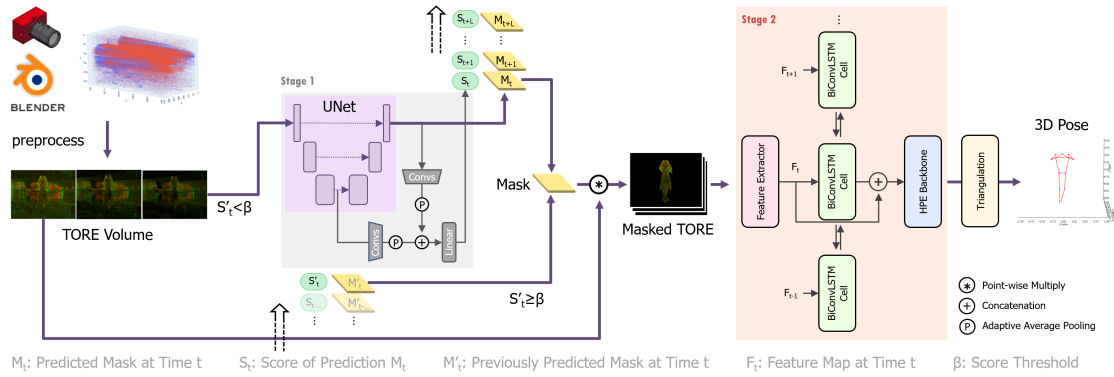 BLENDER
preprocess
TORE Volume
S't<β
Stage 1
UNet
Convs
P
Convs
P
+
Linear
St+L
Mt+L
⋮
⋮
St+1
Mt+1
St
Mt
S't
M't
St-...
M't-...
⋮
⋮
S't≥β
Mask
*
Masked TORE
Stage 2
⋮
Ft+1
BiConvLSTM
Cell
Feature Extractor
Ft
BiConvLSTM
Cell
+
HPE Backbone
Ft-1
BiConvLSTM
Cell
⋮
Triangulation
3D Pose
* Point-wise Multiply
+ Concatenation
P Adaptive Average Pooling
Mt: Predicted Mask at Time t
St: Score of Prediction Mt
M't: Previously Predicted Mask at Time t
Ft: Feature Map at Time t
β: Score Threshold